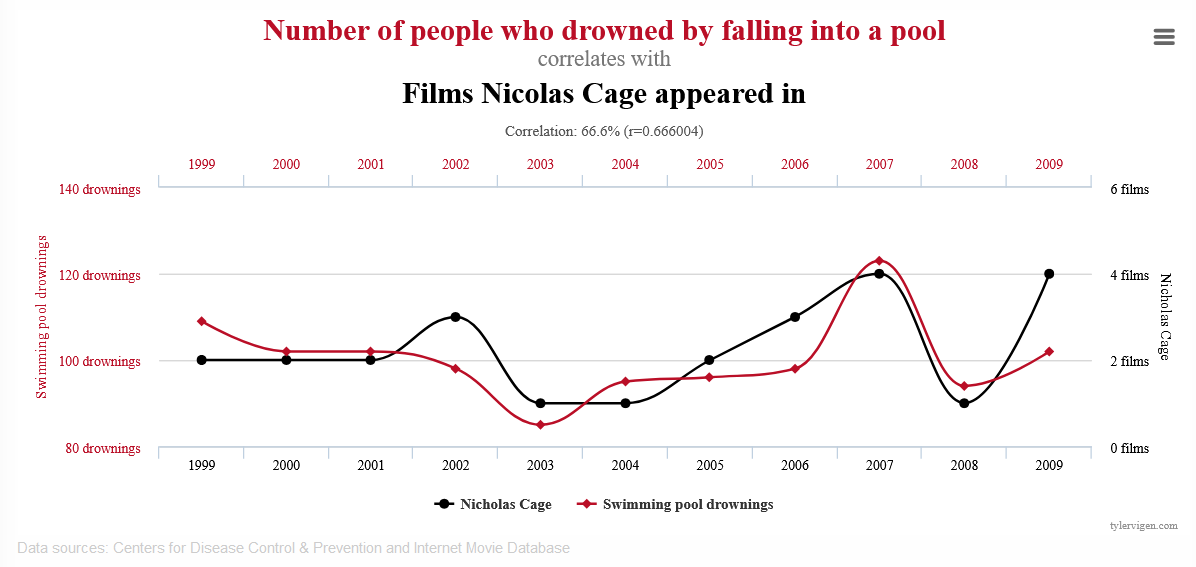 Number of people who drowned by falling into a pool
correlates with
Films Nicolas Cage appeared in
Correlation: 66.6% (r=0.666004)
1999 2000 2001 2002 2003 2004 2005 2006 2007 2008 2009
140 drownings
120 drownings
100 drownings
80 drownings
Swimming pool drownings
6 films
4 films
2 films
0 films
Nicholas Cage
1999 2000 2001 2002 2003 2004 2005 2006 2007 2008 2009
Nicholas Cage Swimming pool drownings
tylervigen.com
Data sources: Centers for Disease Control & Prevention and Internet Movie Database